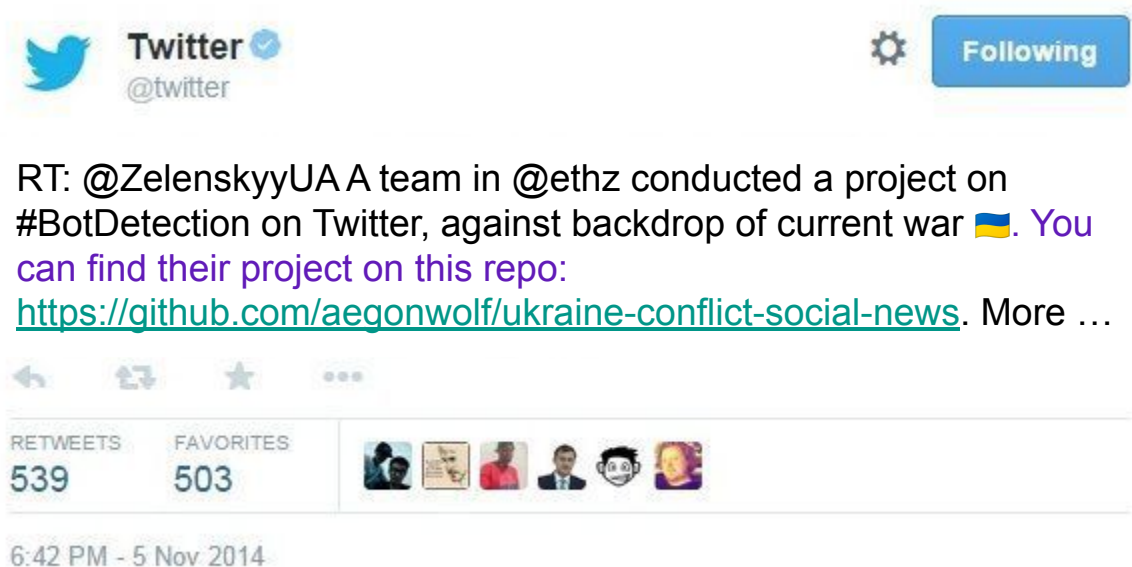 Twitter
@twitter
Following
RT: @ZelenskyyUA A team in @ethz conducted a project on
#BotDetection on Twitter, against backdrop of current war 🇺🇦. You
can find their project on this repo:
https://github.com/aegonwolf/ukraine-conflict-social-news. More …
RETWEETS FAVORITES
539 503
6:42 PM - 5 Nov 2014